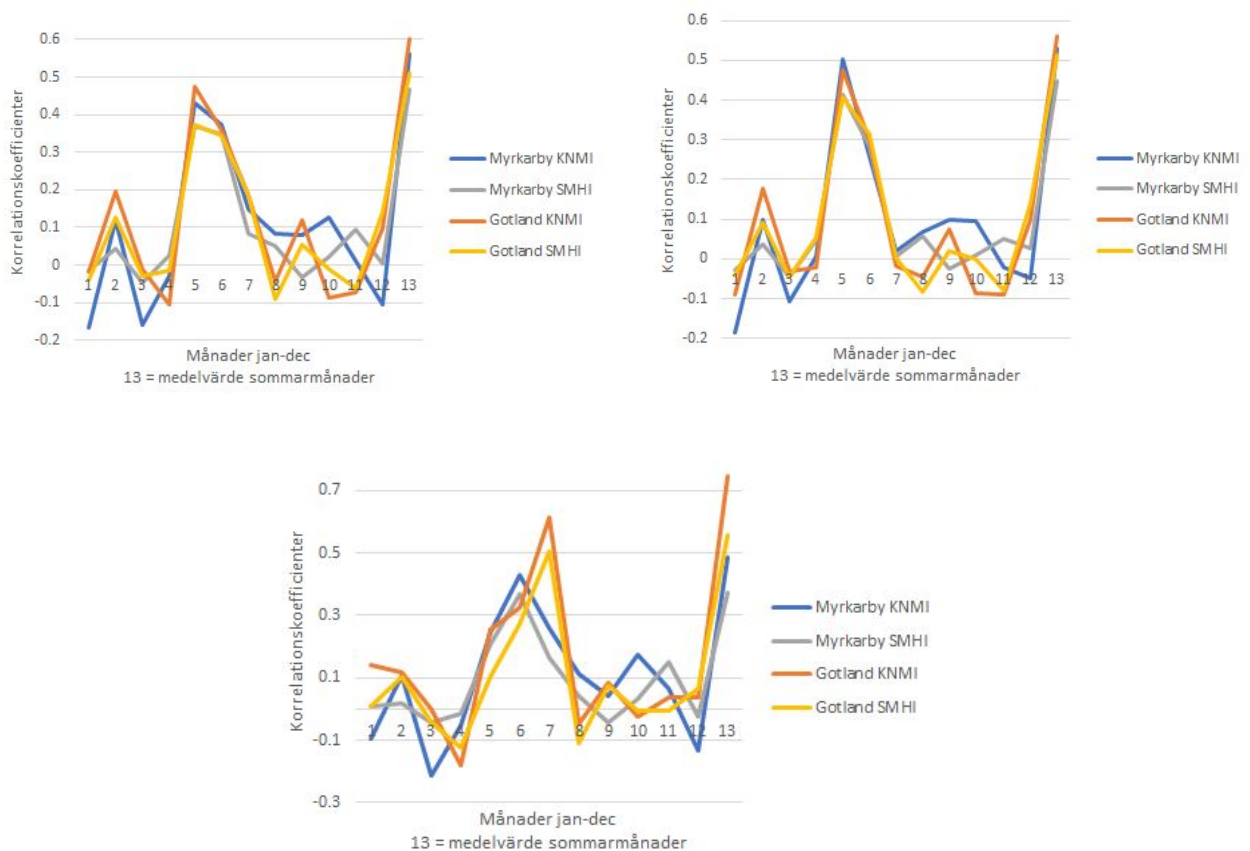 0.6
0.5
0.4
0.3
0.2
0.1
0
-0.1
-0.2
Korrelationskoefficienter
1 2 3 4 5 6 7 8 9 10 11 12 13
Månader jan-dec
13 = medelvärde sommarmånader
Myrkarby KNMI
Myrkarby SMHI
Gotland KNMI
Gotland SMHI
0.6
0.5
0.4
0.3
0.2
0.1
0
-0.1
-0.2
Korrelationskoefficienter
1 2 3 4 5 6 7 8 9 10 11 12 13
Månader jan-dec
13 = medelvärde sommarmånader
Myrkarby KNMI
Myrkarby SMHI
Gotland KNMI
Gotland SMHI
0.7
0.5
0.3
0.1
-0.1
-0.3
Korrelationskoefficienter
1 2 3 4 5 6 7 8 9 10 11 12 13
Månader jan-dec
13 = medelvärde sommarmånader
Myrkarby KNMI
Myrkarby SMHI
Gotland KNMI
Gotland SMHI